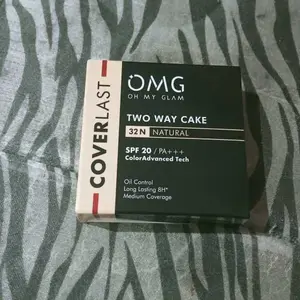 COVERLAST
OMG
OH MY GLAM
TWO WAY CAKE
32 N NATURAL
SPF 20 / PA+++
ColorAdvanced Tech
Oil Control
Long Lasting 8H*
Medium Coverage